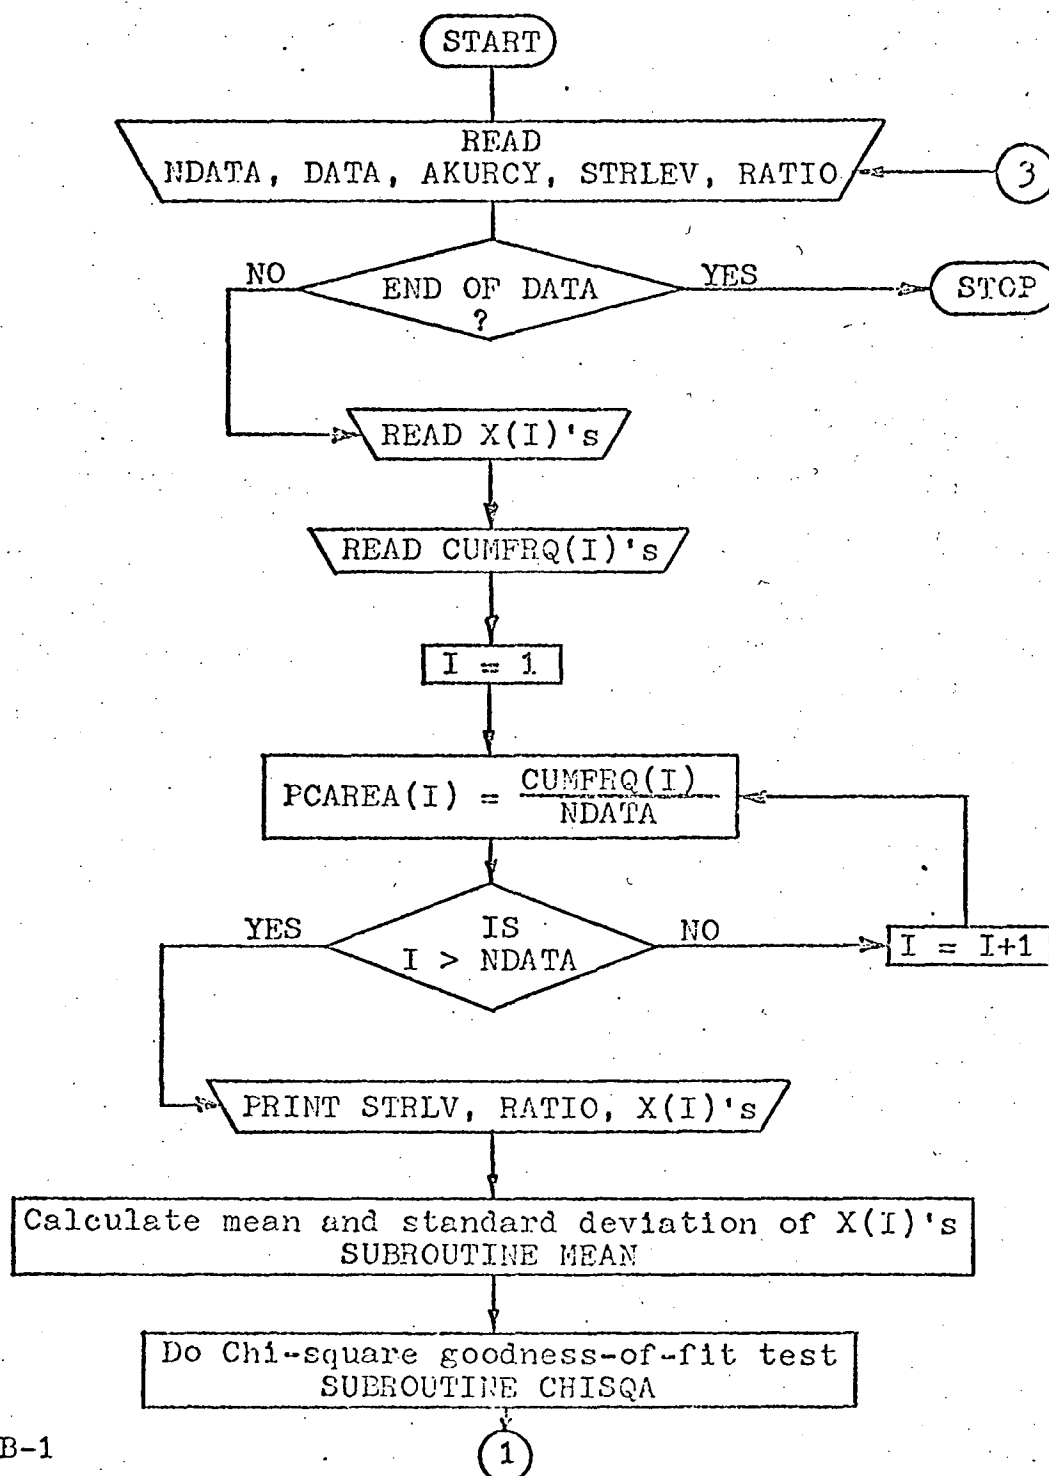 START
READ
NDATA, DATA, AKURCY, STRLEV, RATIO
3
NO
END OF DATA
?
YES
STOP
READ X(I)'s
READ CUMFRQ(I)'s
I = 1
PCAREA(I) = CUMFRQ(I)
NDATA
YES
IS
I > NDATA
NO
I = I+1
PRINT STRLV, RATIO, X(I)'s
Calculate mean and standard deviation of X(I)'s
SUBROUTINE MEAN
Do Chi-square goodness-of-fit test
SUBROUTINE CHISQA
B-1
1